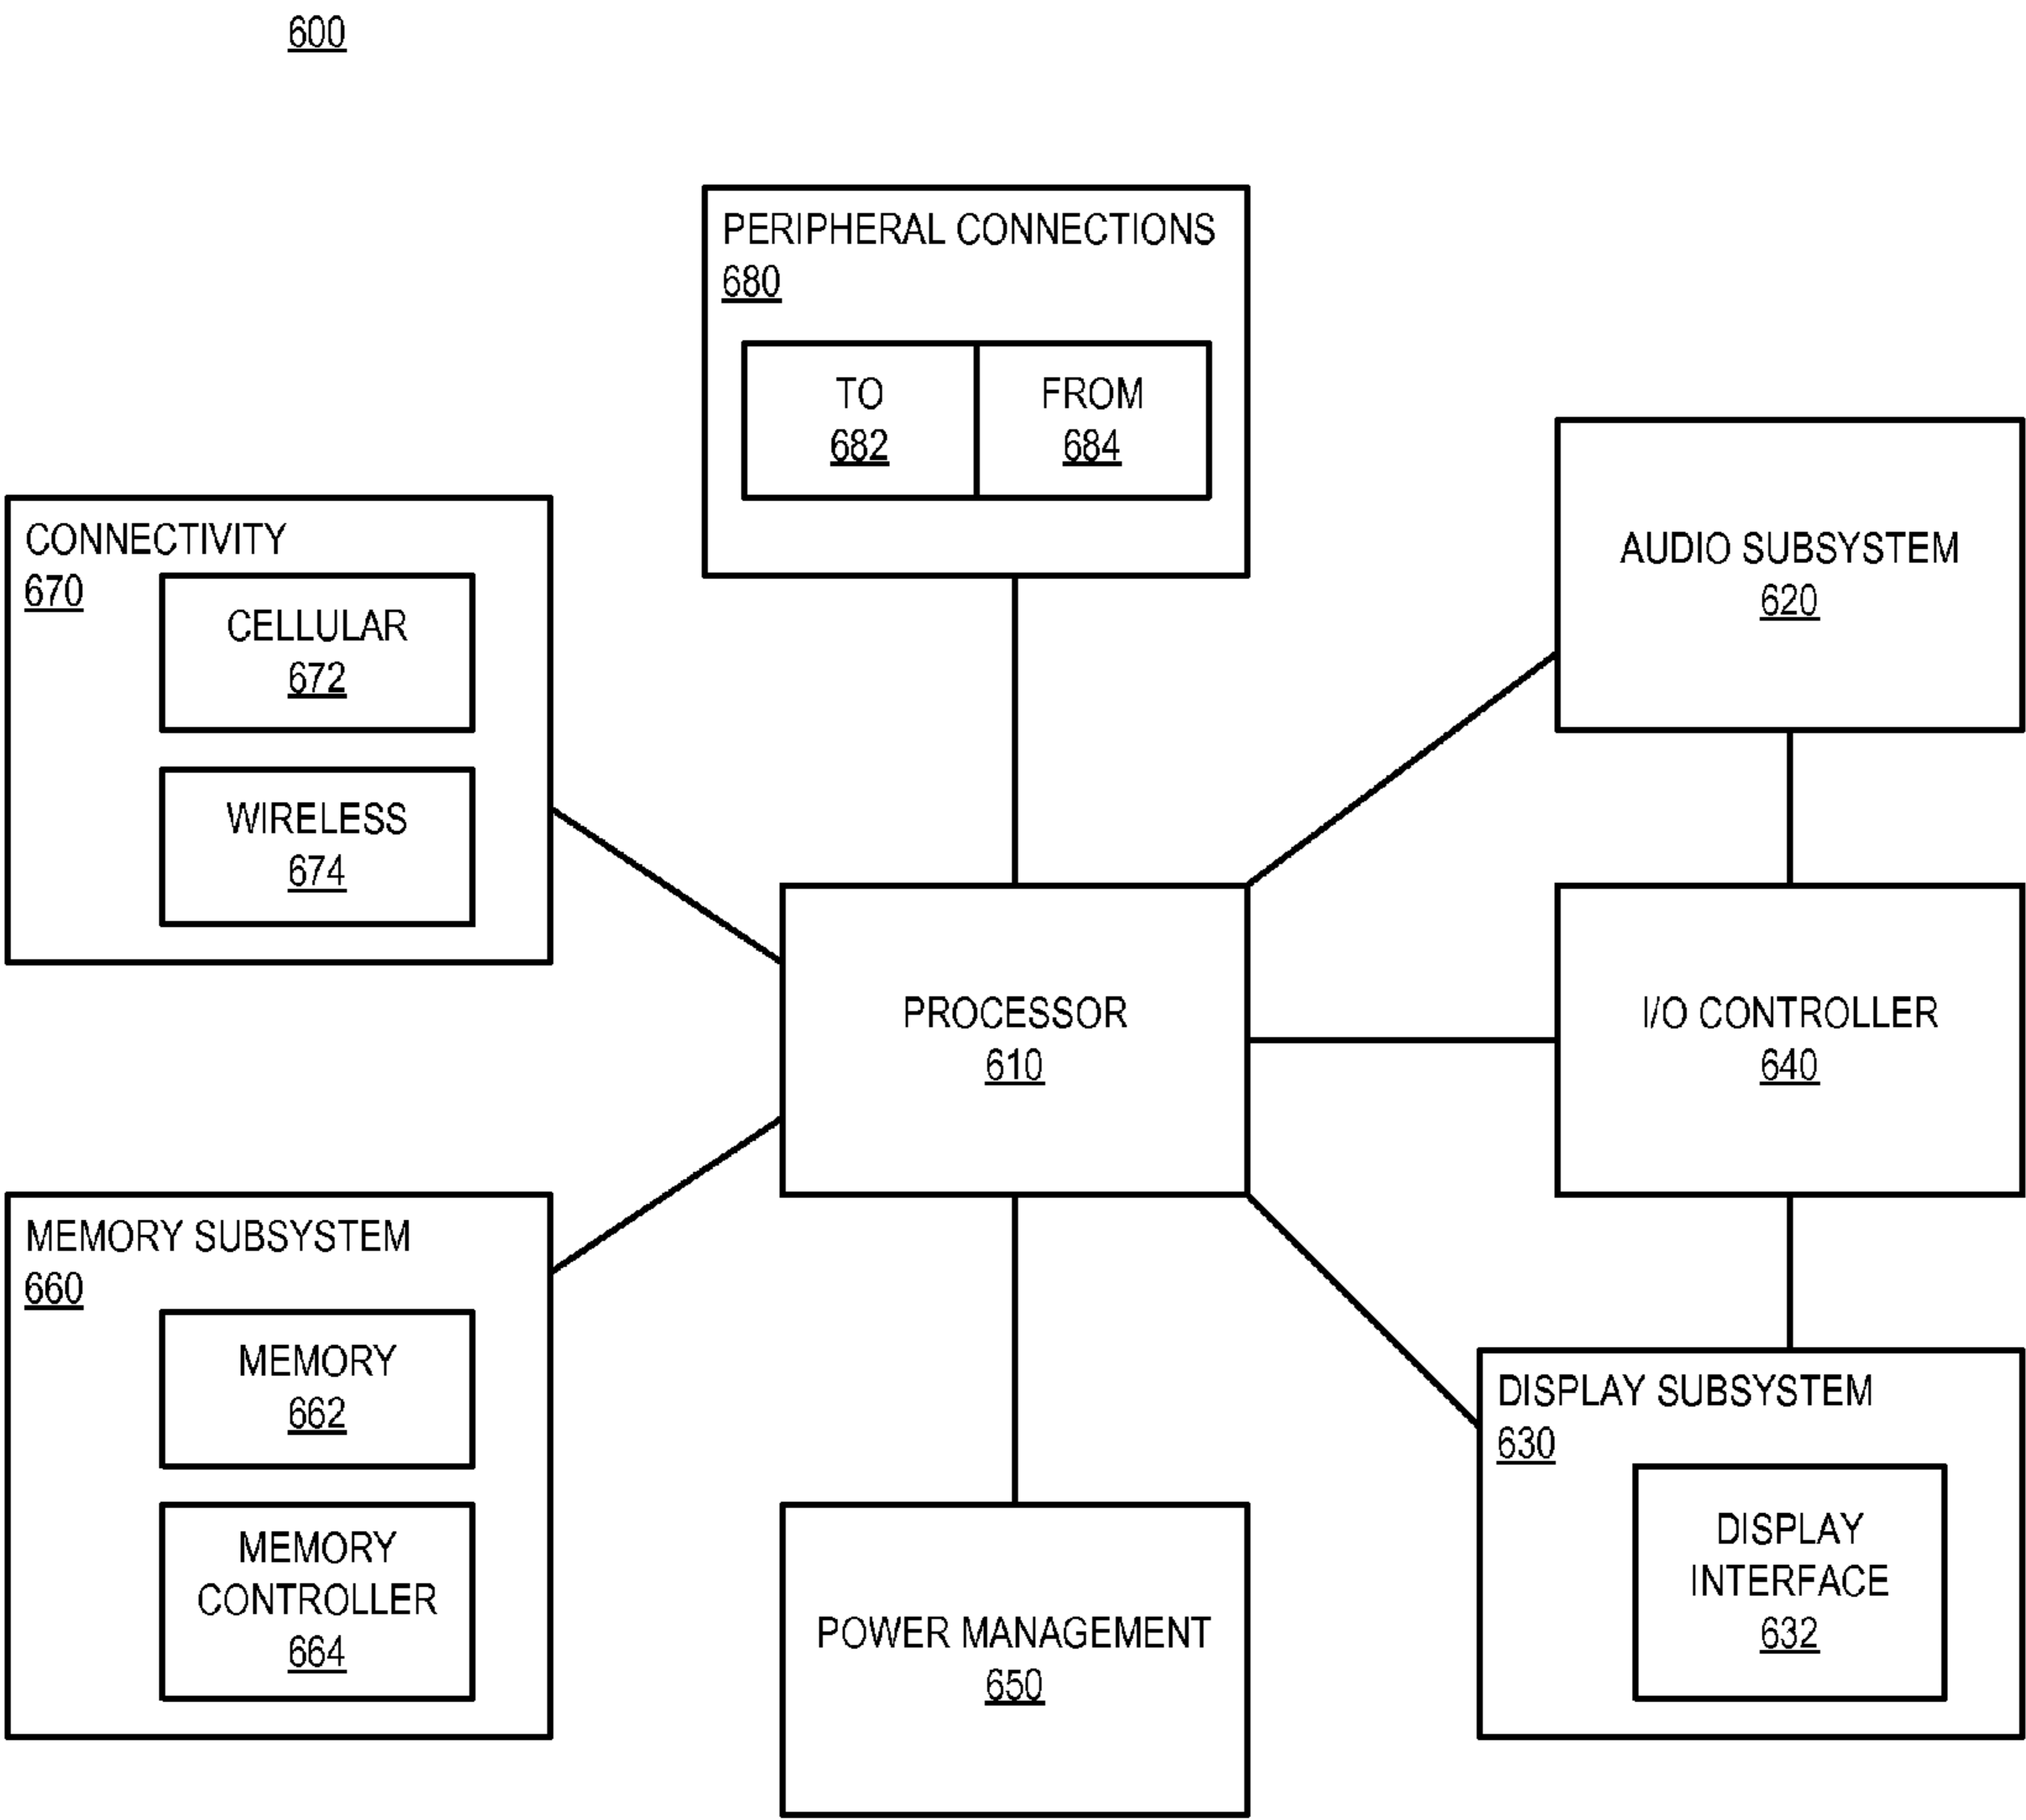 600
PERIPHERAL CONNECTIONS
680
TO
682
FROM
684
AUDIO SUBSYSTEM
620
CONNECTIVITY
670
CELLULAR
672
WIRELESS
674
PROCESSOR
610
I/O CONTROLLER
640
MEMORY SUBSYSTEM
660
MEMORY
662
MEMORY
CONTROLLER
664
POWER MANAGEMENT
650
DISPLAY SUBSYSTEM
630
DISPLAY
INTERFACE
632